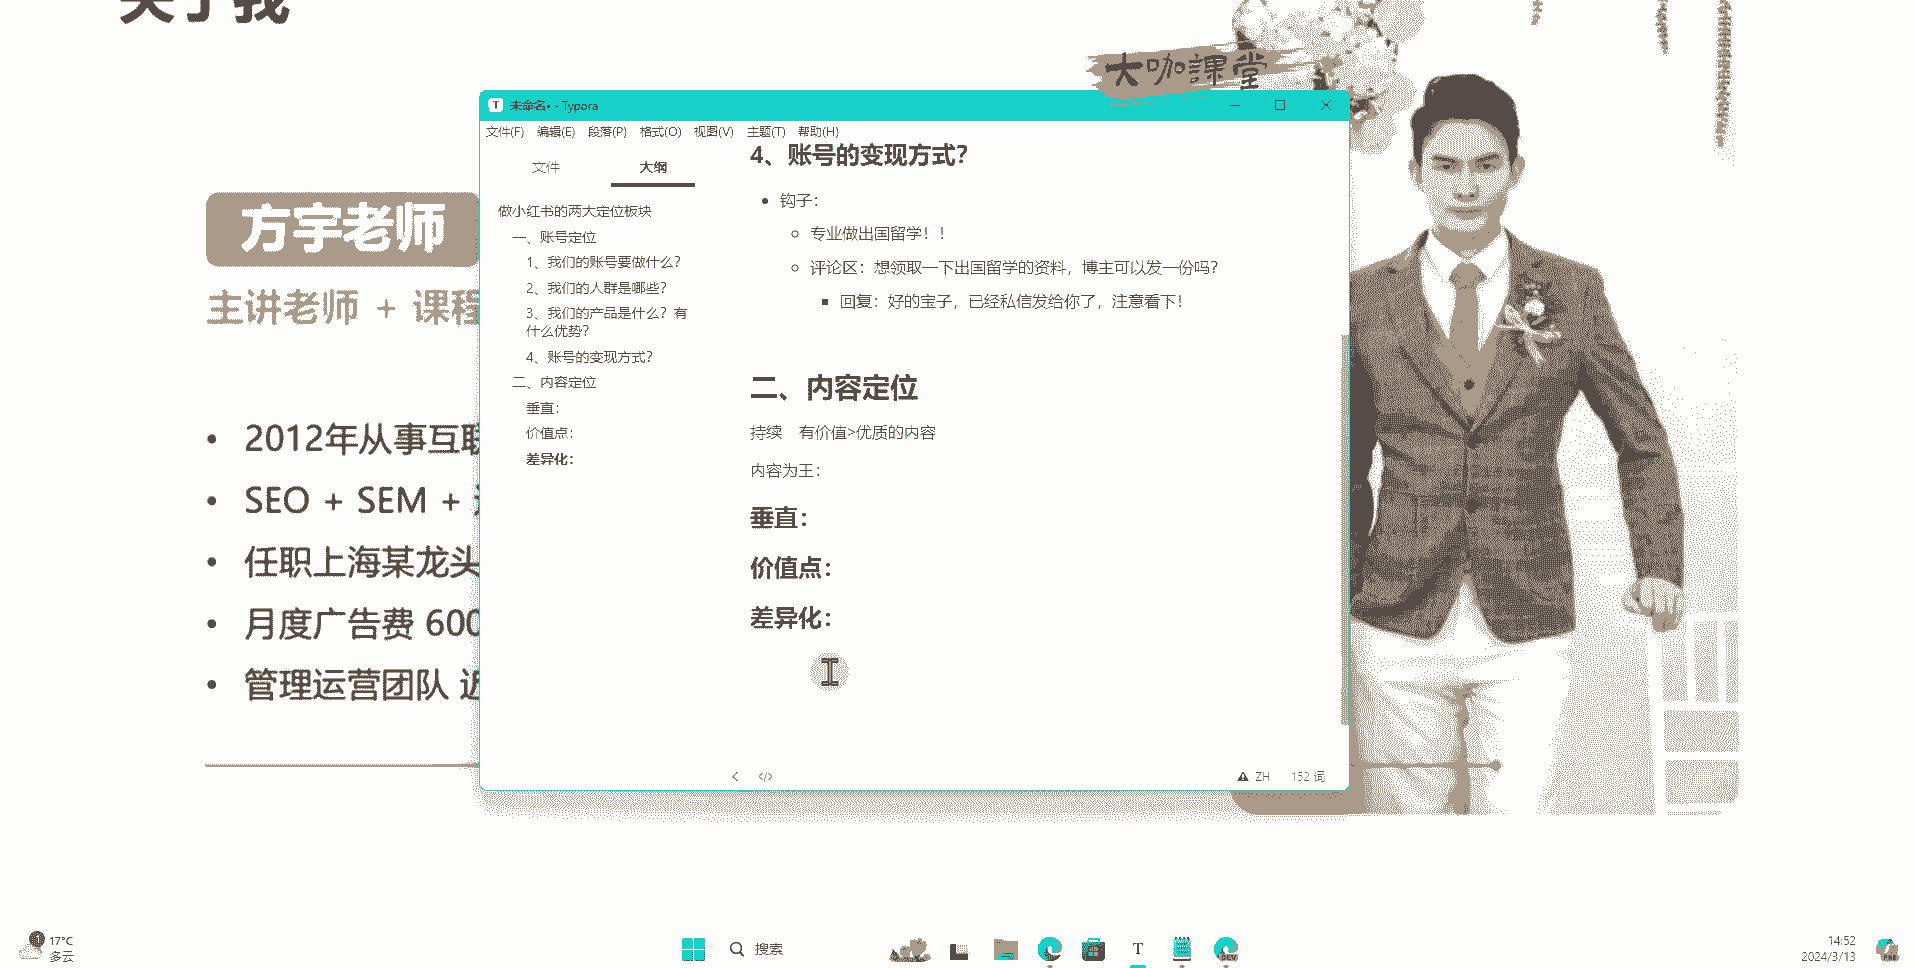 大咖課堂
未命名• - Typora
文件(F) 编辑(E) 段落(P) 格式(O) 视图(V) 主题(T) 帮助(H)
文件 大纲
做小红书的两大定位板块
一、账号定位
1、我们的账号要做什么？
2、我们的人群是哪些？
3、我们的产品是什么？有
什么优势？
4、账号的变现方式？
二、内容定位
垂直：
价值点：
差异化：
4、账号的变现方式？
钩子：
专业做出国留学！！
评论区：想领取一下出国留学的资料，博主可以发一份吗？
回复：好的宝子，已经私信发给你了，注意看下！
二、内容定位
持续 有价值>优质的内容
内容为王：
垂直：
价值点：
差异化：
ZH 152 词
方宇老师
主讲老师 + 课程
• 2012年从事互联
• SEO + SEM +
• 任职上海某龙头
• 月度广告费 600
• 管理运营团队 近
1
17°C
多云
搜索
T
DEV
14:52
2024/3/13
PRE